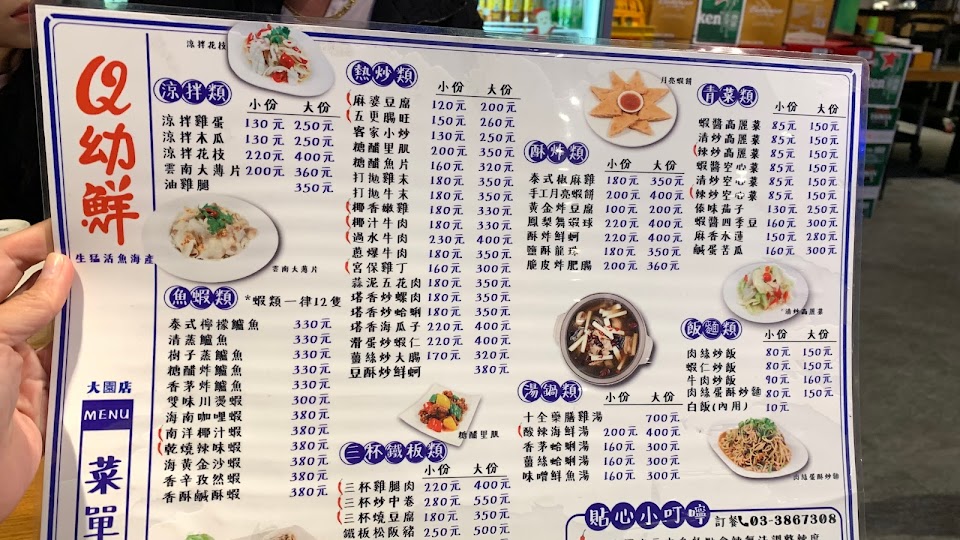 Q幼鮮
生猛活魚海產
大園店
MENU
菜單
涼拌花枝
涼拌類
小份 大份
涼拌雞蛋 130元 250元
涼拌木瓜 130元 250元
涼拌花枝 220元 400元
雲南大薄片 200元 360元
油雞腿 350元
雲南大薄片
魚蝦類 *蝦類一律12隻
泰式檸檬鱸魚 330元
清蒸鱸魚 330元
樹子蒸鱸魚 330元
糖醋炸鱸魚 330元
香茅炸鱸魚 330元
雙味川燙蝦 300元
海南咖哩蝦 380元
南洋椰汁蝦 380元
乾燒辣味蝦 380元
海黃金沙蝦 380元
香辛孜然蝦 380元
香酥鹹酥蝦 380元
熱炒類
小份 大份
麻婆豆腐 120元 200元
五更腸旺 150元 260元
客家小炒 130元 250元
糖醋里肌 200元 350元
糖醋魚片 160元 320元
打拋雞末 180元 350元
打拋牛末 180元 350元
椰香嫩雞 180元 330元
椰汁牛肉 180元 330元
過水牛肉 230元 400元
蔥爆牛肉 180元 350元
宮保雞丁 160元 300元
蒜泥五花肉 180元 350元
塔香炒螺肉 180元 350元
塔香炒蛤蜊 180元 350元
塔香海瓜子 220元 400元
滑蛋炒蝦仁 220元 400元
薑絲炒大腸 170元 320元
豆酥炒鮮蚵 380元
糖醋里肌
三杯鐵板類
小份 大份
三杯雞腿肉 220元 400元
三杯炒中卷 280元 550元
三杯燒豆腐 180元 350元
鐵板松阪豬 250元 500元
月亮蝦餅
酥炸類
小份 大份
泰式椒麻雞 180元 350元
手工月亮蝦餅 200元 400元
黃金炸豆腐 100元 200元
鳳梨舞蝦球 220元 400元
酥炸鮮蚵 220元 400元
鹽酥龍珠 180元 350元
脆皮炸肥腸 200元 360元
湯鍋類
小份 大份
十全藥膳雞湯 700元
酸辣海鮮湯 200元 400元
香茅蛤蜊湯 160元 300元
薑絲蛤蜊湯 160元 300元
味噌鮮魚湯 160元 300元
青菜類
小份 大份
蝦醬高麗菜 85元 150元
清炒高麗菜 85元 150元
辣炒高麗菜 85元 150元
蝦醬空心菜 85元 150元
清炒空心菜 85元 150元
辣炒空心菜 85元 150元
傣味茄子 130元 250元
蝦醬四季豆 160元 300元
麻香水蓮 150元 280元
鹹蛋苦瓜 160元 300元
*清炒高麗菜
飯麵類
小份 大份
肉絲炒飯 80元 150元
蝦仁炒飯 80元 150元
牛肉炒飯 90元 160元
肉絲蛋酥炒麵 80元 150元
白飯(內用) 10元
肉絲蛋酥炒麵
貼心小叮嚀 訂餐03-3867308